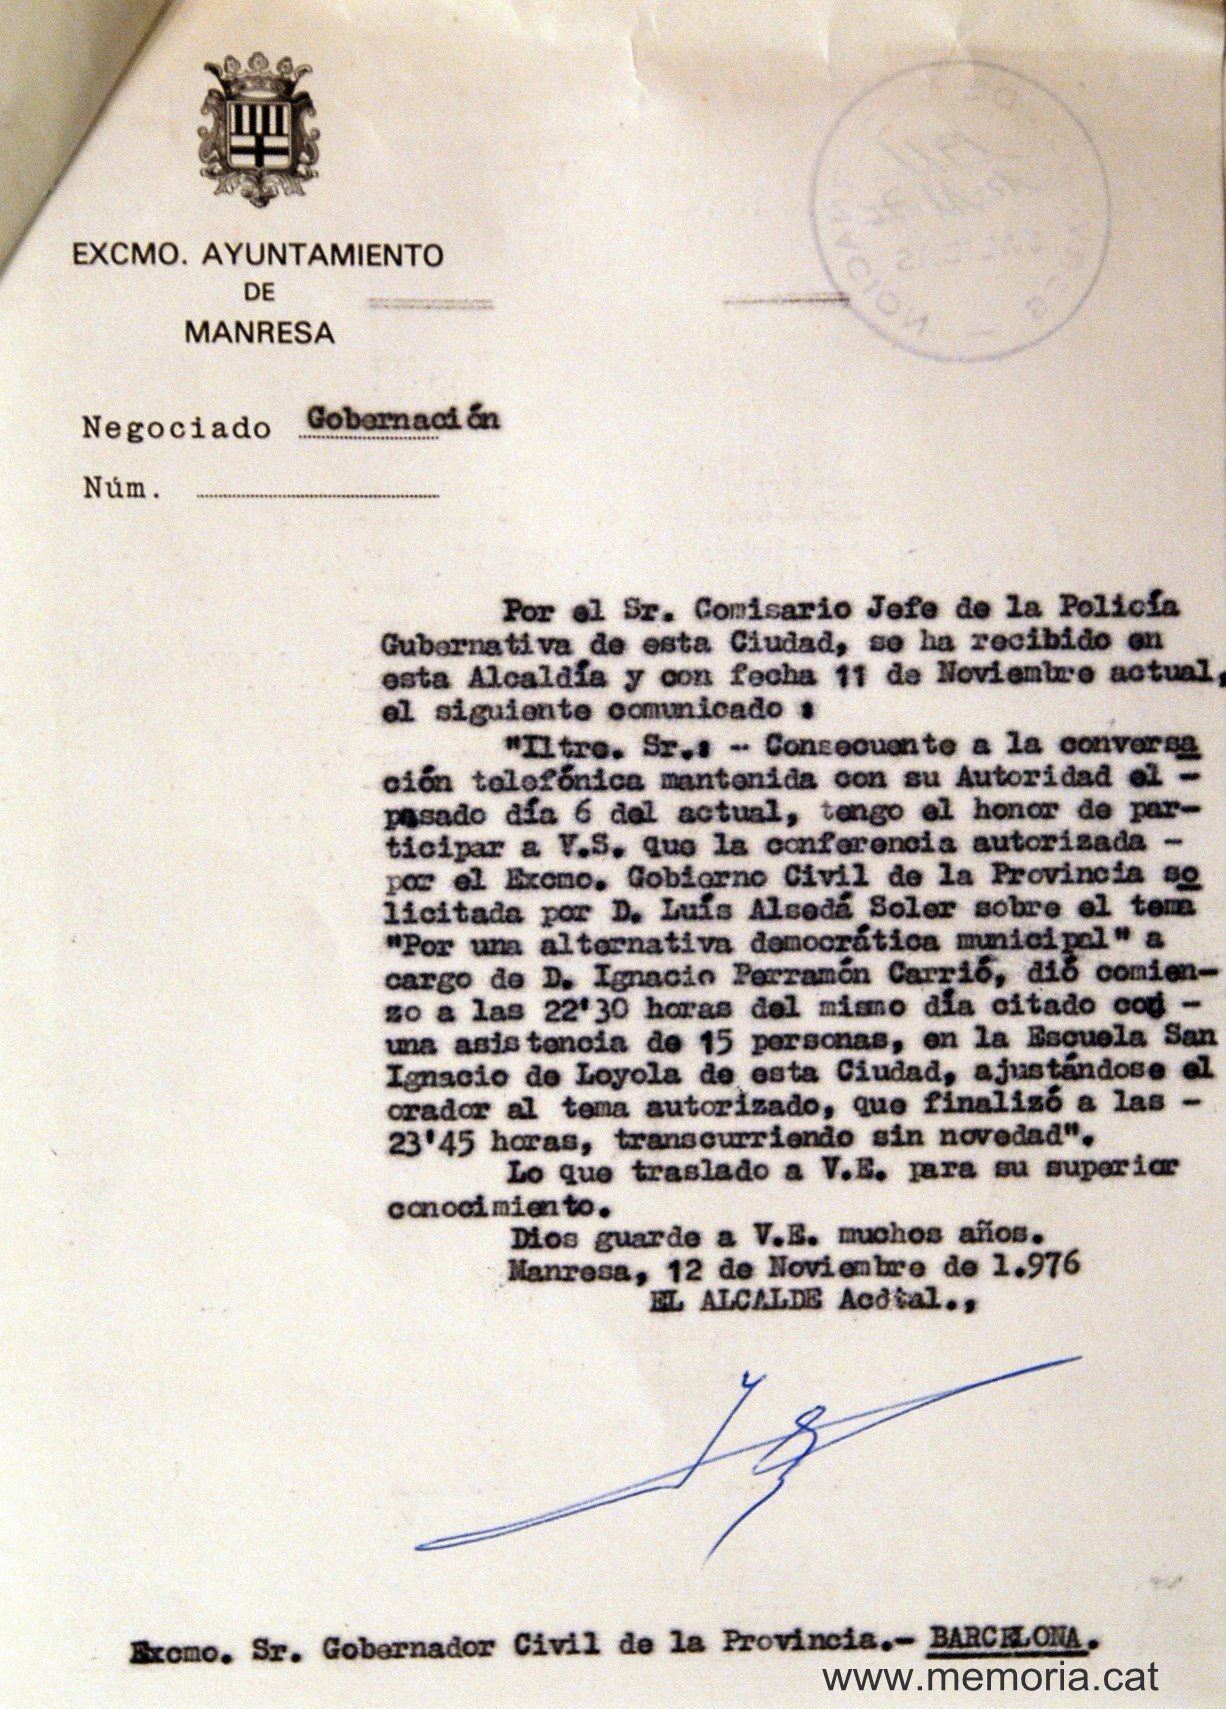 EXCMO. AYUNTAMIENTO
DE
MANRESA
Negociado Gobernación
Núm.
Por el Sr. Comisario Jefe de la Policía
Gubernativa de esta Ciudad, se ha recibido en
esta Alcaldía y con fecha 11 de Noviembre actual,
el siguiente comunicado :
"Iltre. Sr.: - Consecuente a la conversa
ción telefónica mantenida con su Autoridad el -
pasado día 6 del actual, tengo el honor de par-
ticipar a V.S. que la conferencia autorizada -
por el Excmo. Gobierno Civil de la Provincia so
licitada por D. Luís Alsedá Soler sobre el tema
"Por una alternativa democrática municipal" a
cargo de D. Ignacio Perramón Carrió, dió comien-
zo a las 22'30 horas del mismo día citado con -
una asistencia de 15 personas, en la Escuela San
Ignacio de Loyola de esta Ciudad, ajustándose el
orador al tema autorizado, que finalizó a las -
23'45 horas, transcurriendo sin novedad".
Lo que traslado a V.E. para su superior
conocimiento.
Dios guarde a V.E. muchos años.
Manresa, 12 de Noviembre de 1.976
EL ALCALDE Acdtal.,
Excmo. Sr. Gobernador Civil de la Provincia.- BARCELONA.
www.memoria.cat